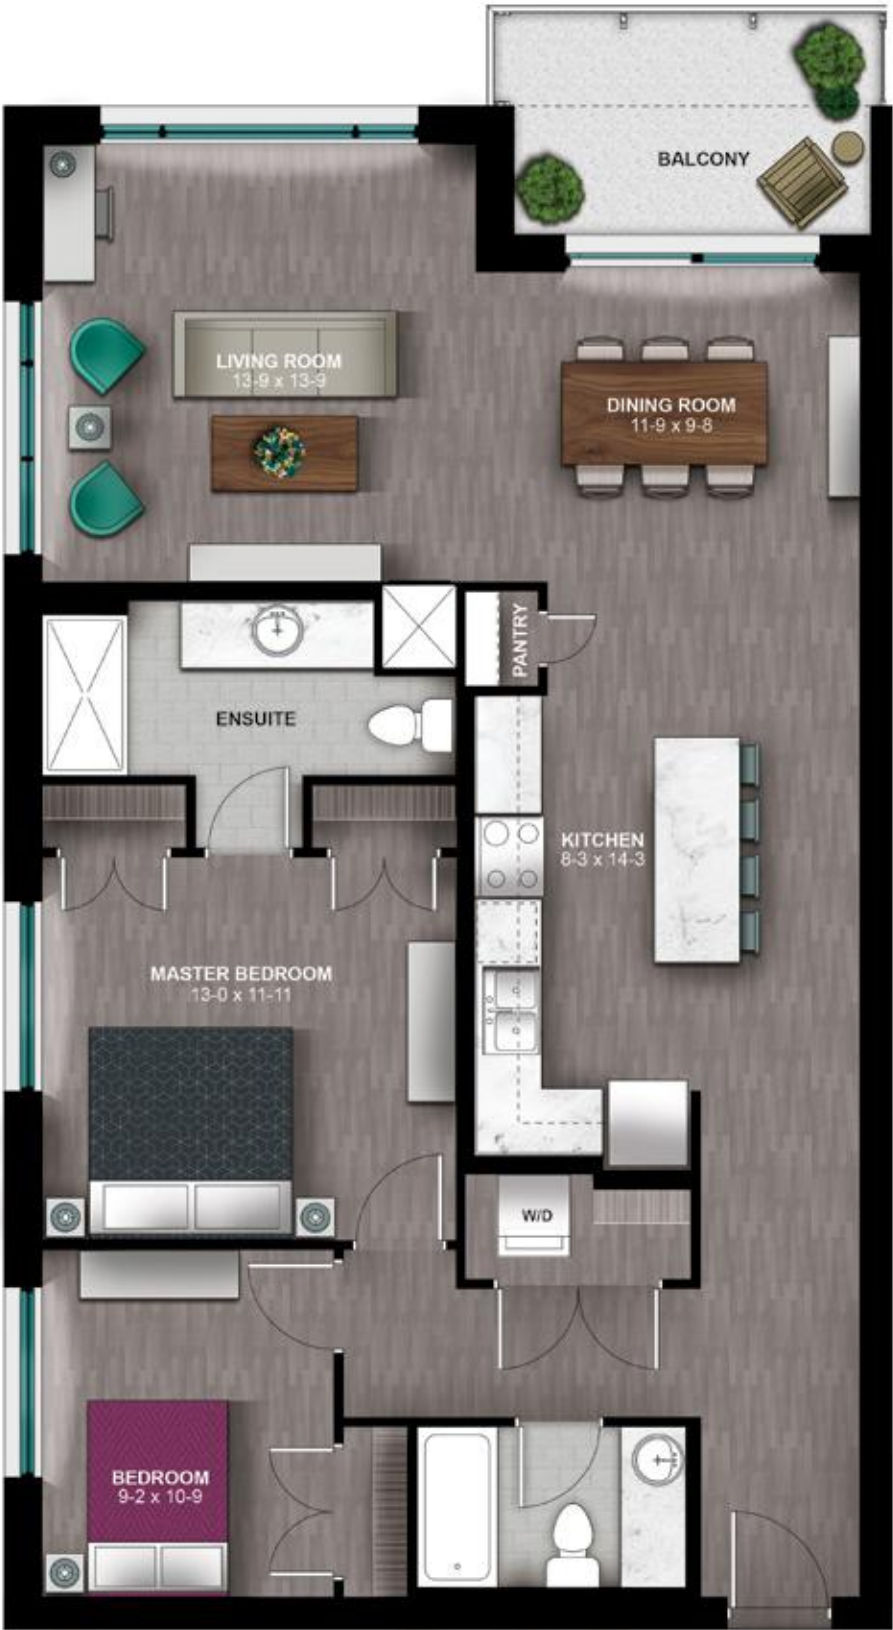 BALCONY
LIVING ROOM
13-9 x 13-9
DINING ROOM
11-9 x 9-8
PANTRY
ENSUITE
KITCHEN
8-3 x 14-3
MASTER BEDROOM
13-0 x 11-11
W/D
BEDROOM
9-2 x 10-9